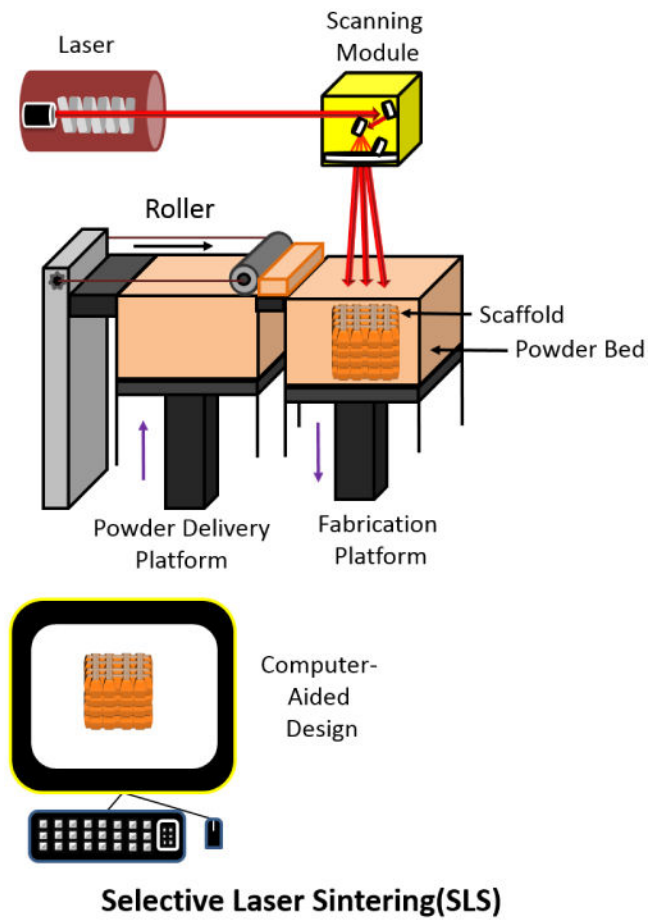 Laser
Scanning
Module
Roller
Scaffold
Powder Bed
Powder Delivery
Platform
Fabrication
Platform
Computer-
Aided
Design
Selective Laser Sintering(SLS)